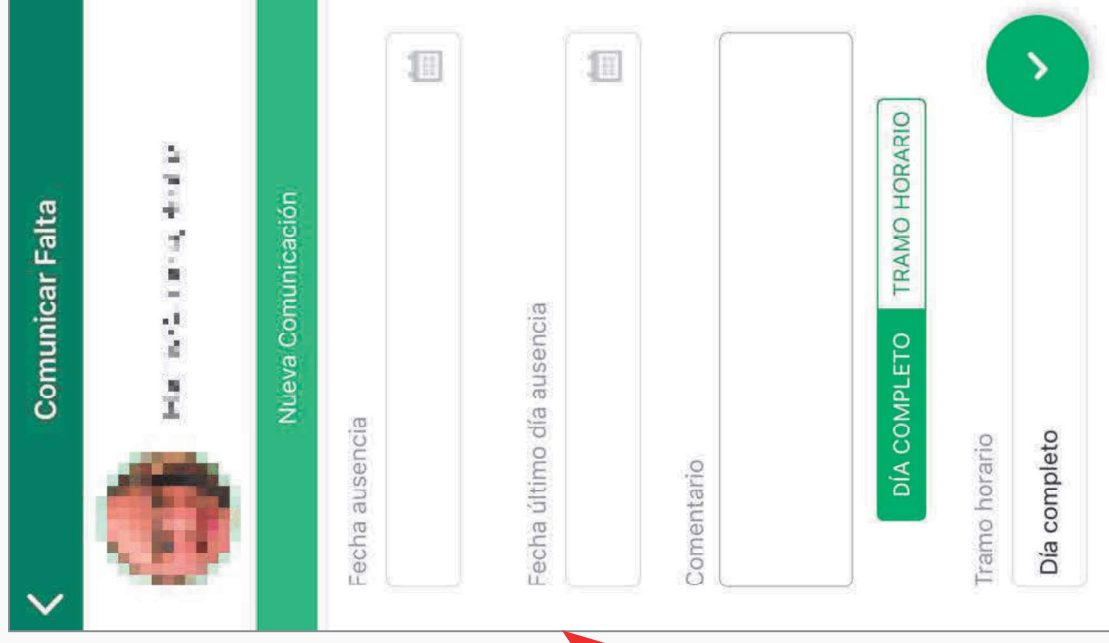 Comunicar Falta
Nueva Comunicación
Fecha ausencia
Fecha último día ausencia
Comentario
DÍA COMPLETO TRAMO HORARIO
Tramo horario
Día completo